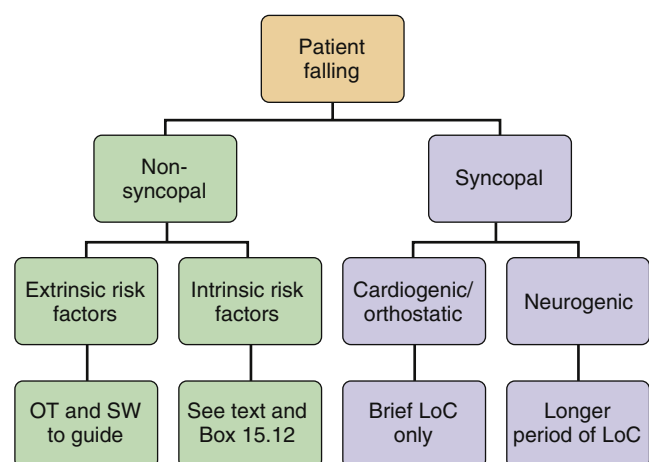 Patient
falling
Non-
syncopal
Syncopal
Extrinsic risk
factors
Intrinsic risk
factors
Cardiogenic/
orthostatic
Neurogenic
OT and SW
to guide
See text and
Box 15.12
Brief LoC
only
Longer
period of LoC